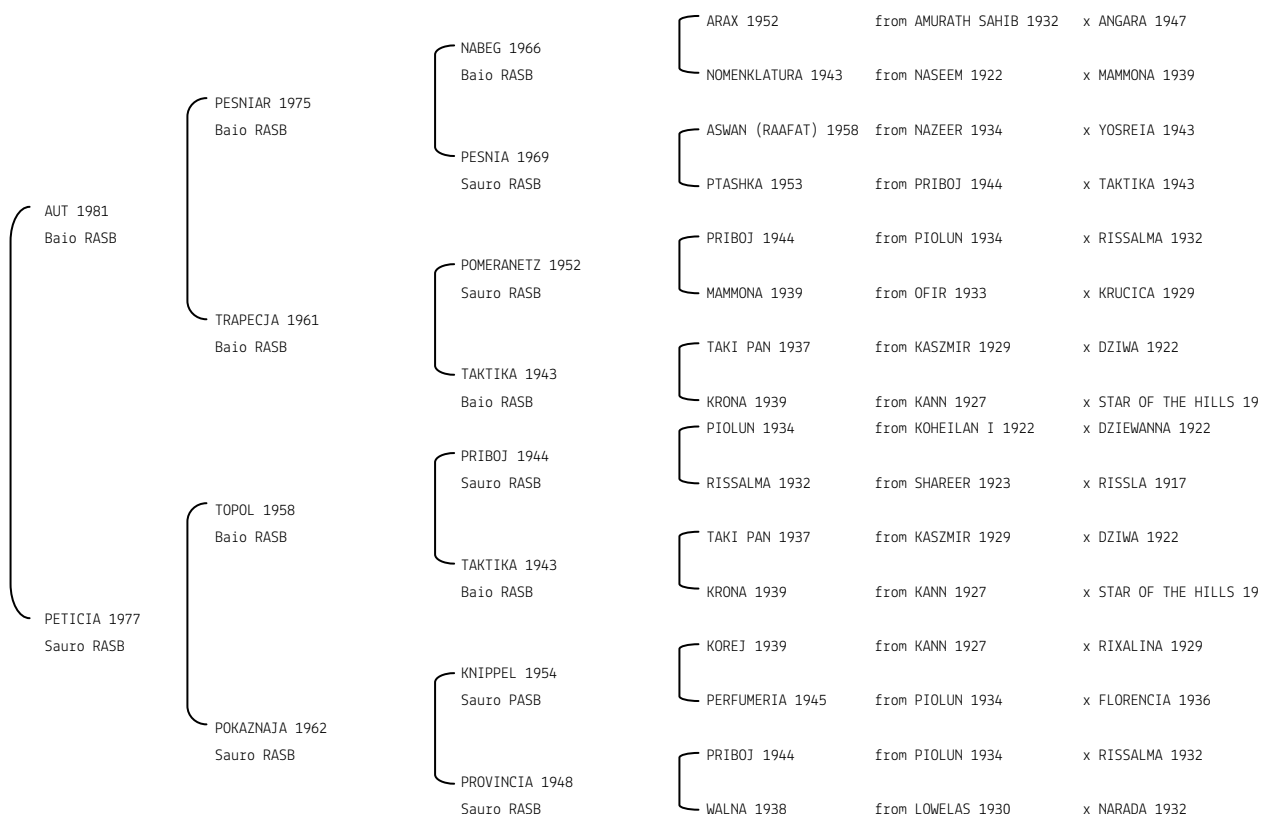 ARAX 1952 from AMURATH SAHIB 1932 x ANGARA 1947
NABEG 1966
Baio RASB
NOMENKLATURA 1943 from NASEEM 1922 x MAMMONA 1939
PESNIAR 1975
Baio RASB
ASWAN (RAAFAT) 1958 from NAZEER 1934 x YOSREIA 1943
PESNIA 1969
Sauro RASB
PTASHKA 1953 from PRIBOJ 1944 x TAKTIKA 1943
AUT 1981
Baio RASB
PRIBOJ 1944 from PIOLUN 1934 x RISSALMA 1932
POMERANETZ 1952
Sauro RASB
MAMMONA 1939 from OFIR 1933 x KRUCICA 1929
TRAPECJA 1961
Baio RASB
TAKI PAN 1937 from KASZMIR 1929 x DZIWA 1922
TAKTIKA 1943
Baio RASB
KRONA 1939 from KANN 1927 x STAR OF THE HILLS 19
PIOLUN 1934 from KOHEILAN I 1922 x DZIEWANNA 1922
PRIBOJ 1944
Sauro RASB
RISSALMA 1932 from SHAREER 1923 x RISSLA 1917
TOPOL 1958
Baio RASB
TAKI PAN 1937 from KASZMIR 1929 x DZIWA 1922
TAKTIKA 1943
Baio RASB
KRONA 1939 from KANN 1927 x STAR OF THE HILLS 19
PETICIA 1977
Sauro RASB
KOREJ 1939 from KANN 1927 x RIXALINA 1929
KNIPPEL 1954
Sauro PASB
PERFUMERIA 1945 from PIOLUN 1934 x FLORENCIA 1936
POKAZNAJA 1962
Sauro RASB
PRIBOJ 1944 from PIOLUN 1934 x RISSALMA 1932
PROVINCIA 1948
Sauro RASB
WALNA 1938 from LOWELAS 1930 x NARADA 1932